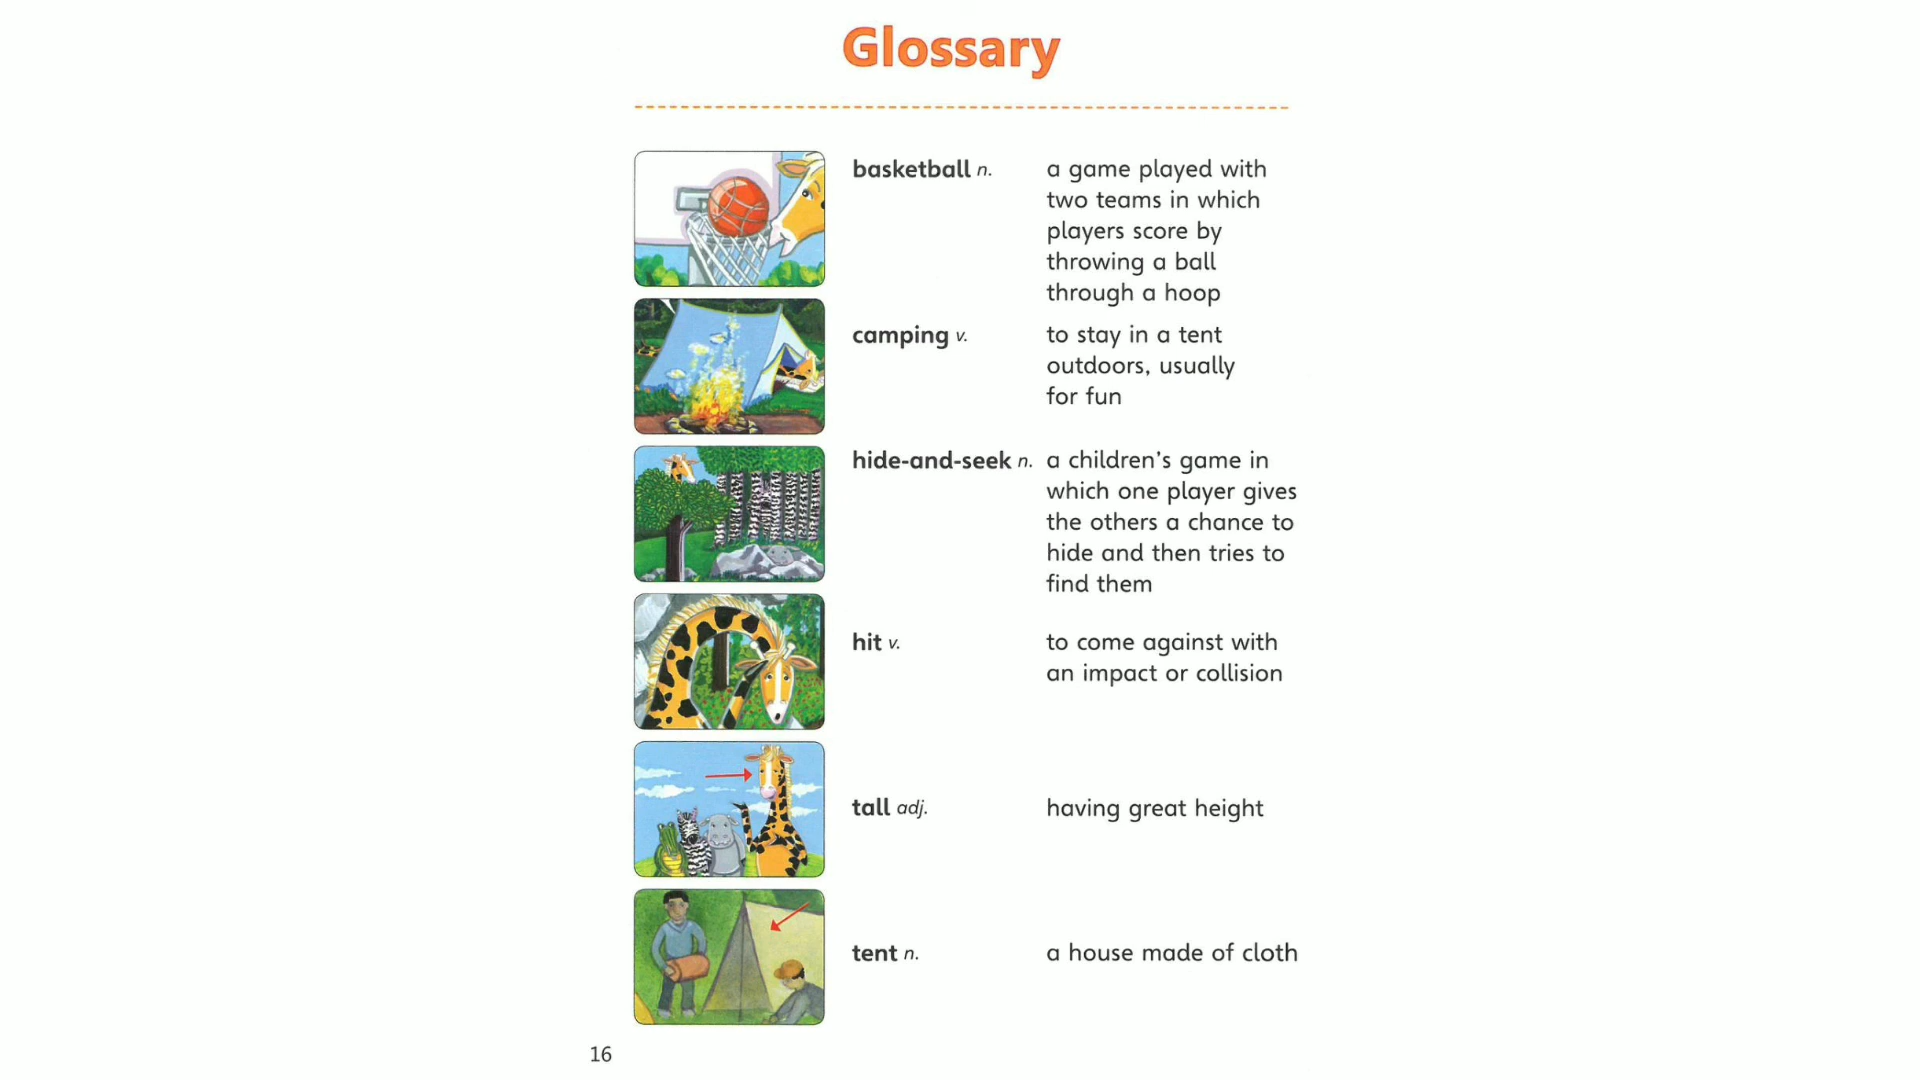 Glossary
basketball n. a game played with
two teams in which
players score by
throwing a ball
through a hoop
camping v. to stay in a tent
outdoors, usually
for fun
hide-and-seek n. a children's game in
which one player gives
the others a chance to
hide and then tries to
find them
hit v. to come against with
an impact or collision
tall adj. having great height
tent n. a house made of cloth
16